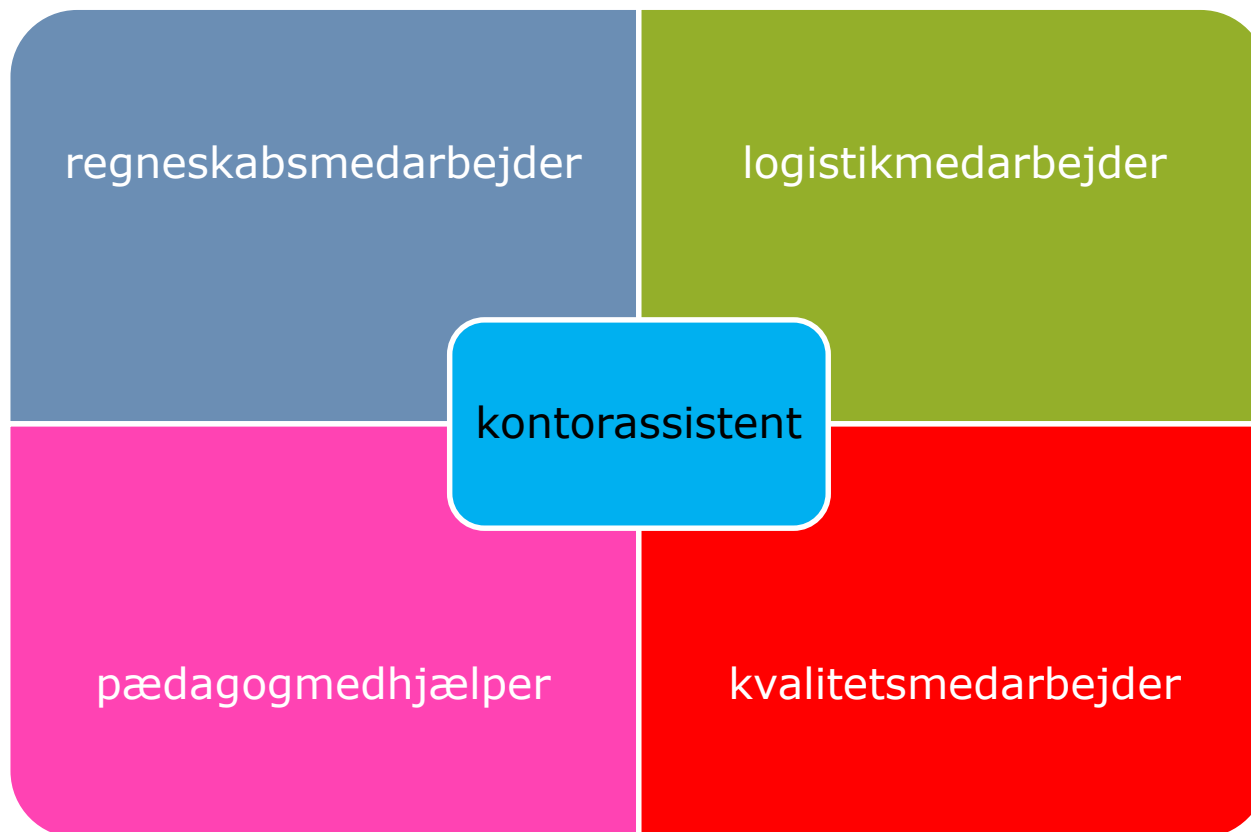 regneskabsmedarbejder
logistikmedarbejder
kontorassistent
pædagogmedhjælper
kvalitetsmedarbejder